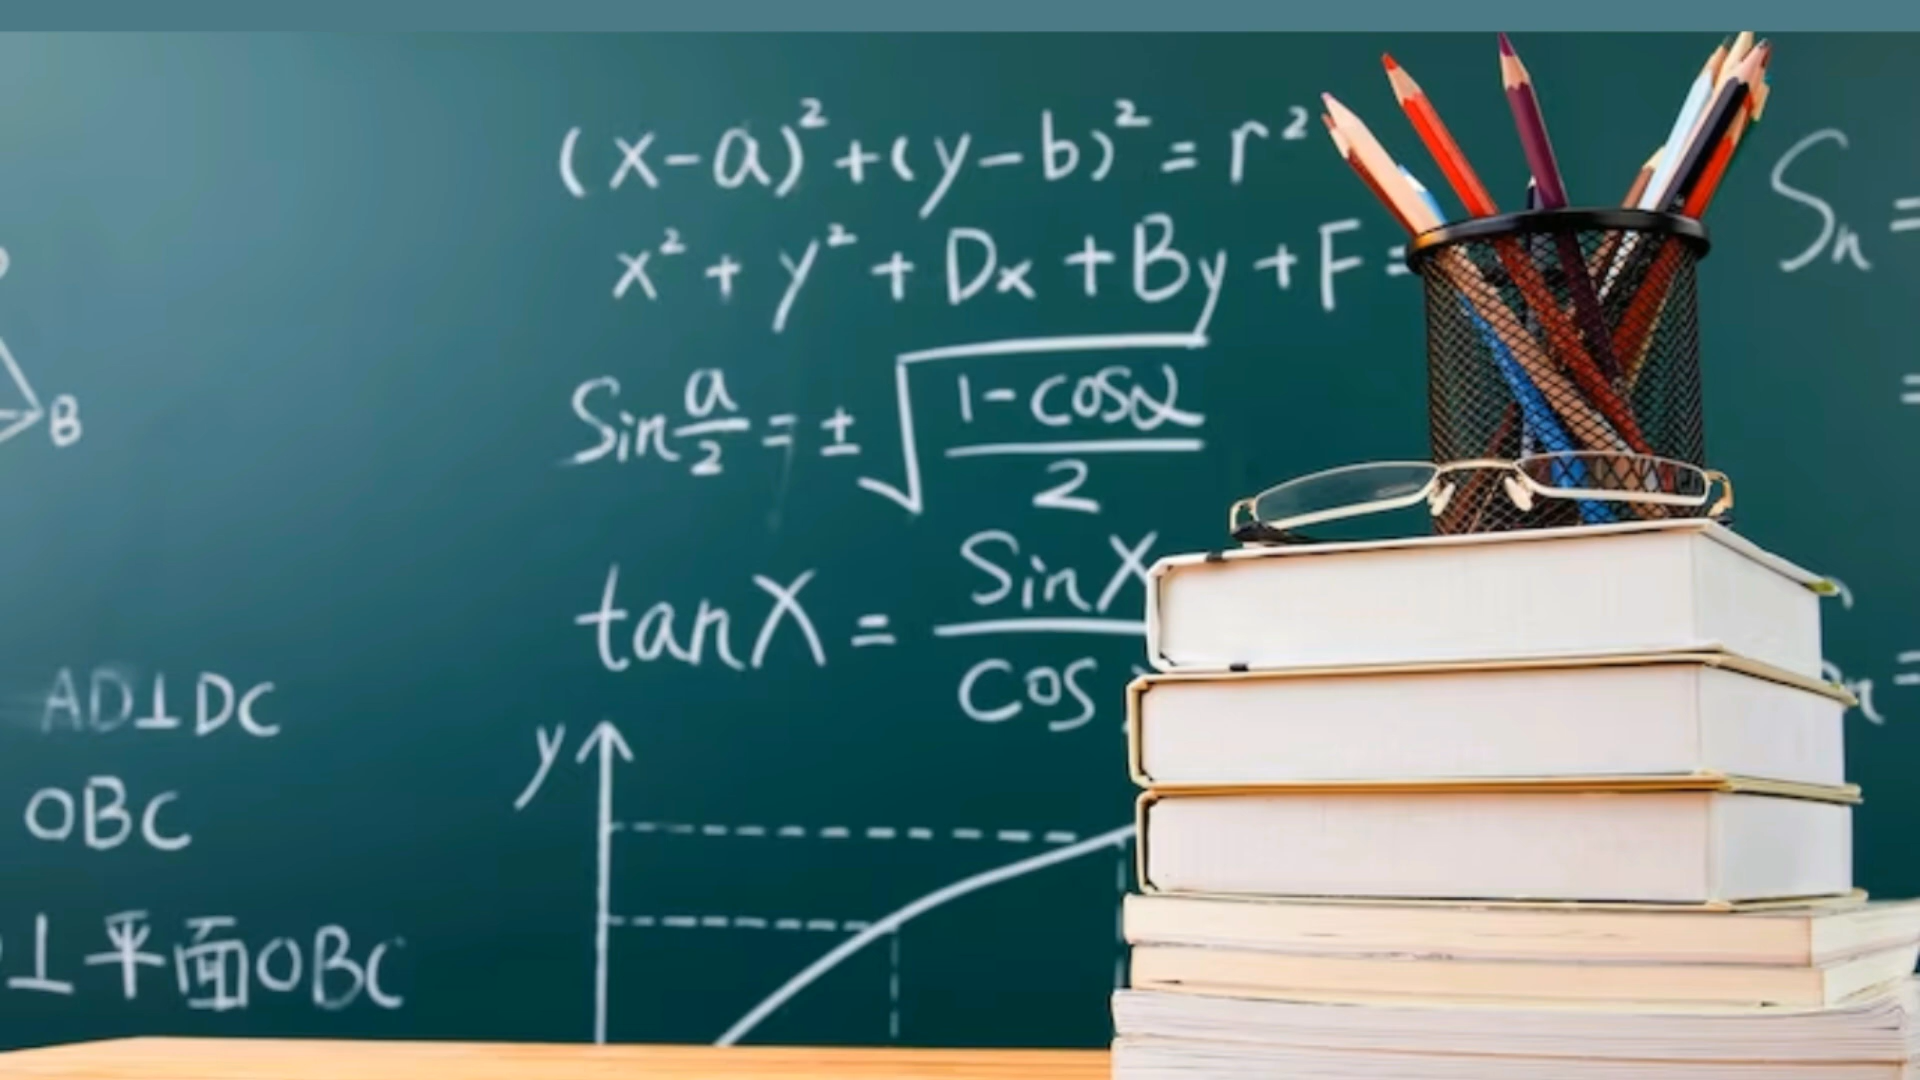 B
AD⊥DC
OBC
⊥平面OBC
(x-a)²+(y-b)²=r²
x²+y²+Dx+By+F=
Sin a/2 = ±√((1-cosα)/2)
tanX = SinX/cos
y
Sn=
=
n=